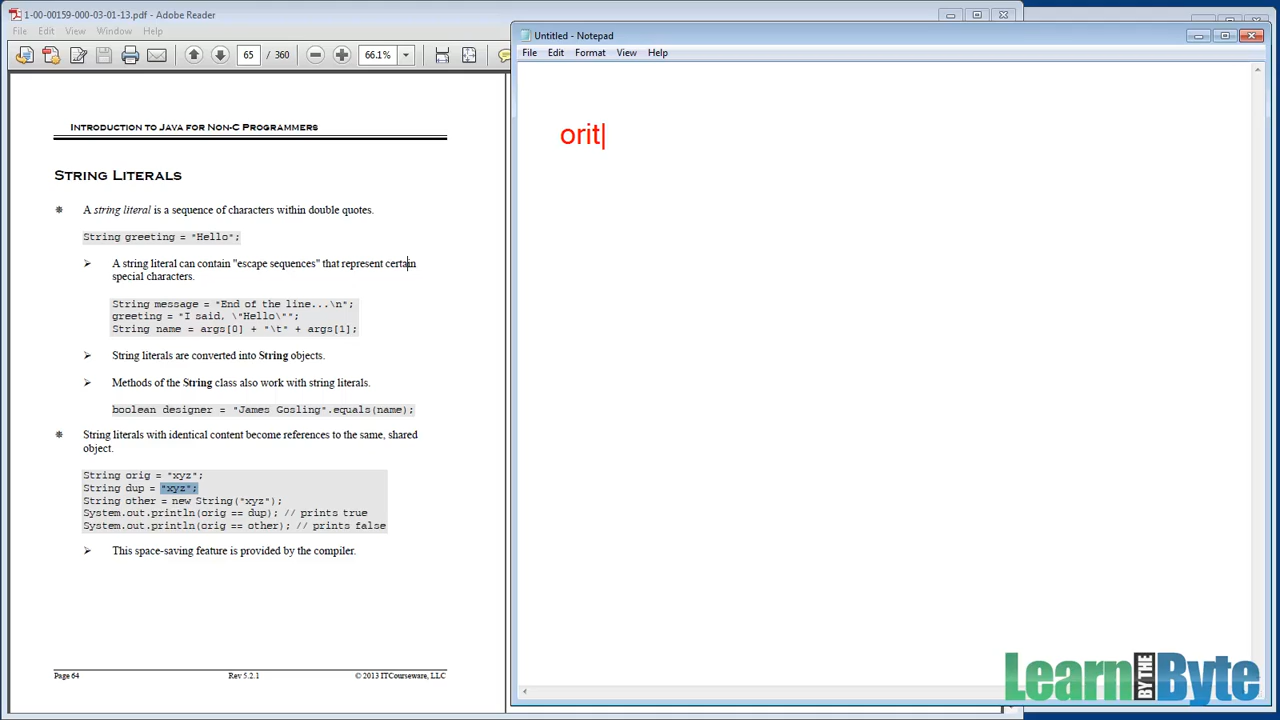 1-00-00159-000-03-01-13.pdf - Adobe Reader
File Edit View Window Help
65 / 360 66.1%
INTRODUCTION TO JAVA FOR NON-C PROGRAMMERS
STRING LITERALS
A string literal is a sequence of characters within double quotes.
String greeting = "Hello";
A string literal can contain "escape sequences" that represent certain
special characters.
String message = "End of the line...\n";
greeting = "I said, \"Hello\"";
String name = args[0] + "\t" + args[1];
String literals are converted into String objects.
Methods of the String class also work with string literals.
boolean designer = "James Gosling".equals(name);
String literals with identical content become references to the same, shared
object.
String orig = "xyz";
String dup = "xyz";
String other = new String("xyz");
System.out.println(orig == dup); // prints true
System.out.println(orig == other); // prints false
This space-saving feature is provided by the compiler.
Page 64 Rev 5.2.1 © 2013 ITCourseware, LLC
Untitled - Notepad
File Edit Format View Help
orit
Learn BY THE Byte